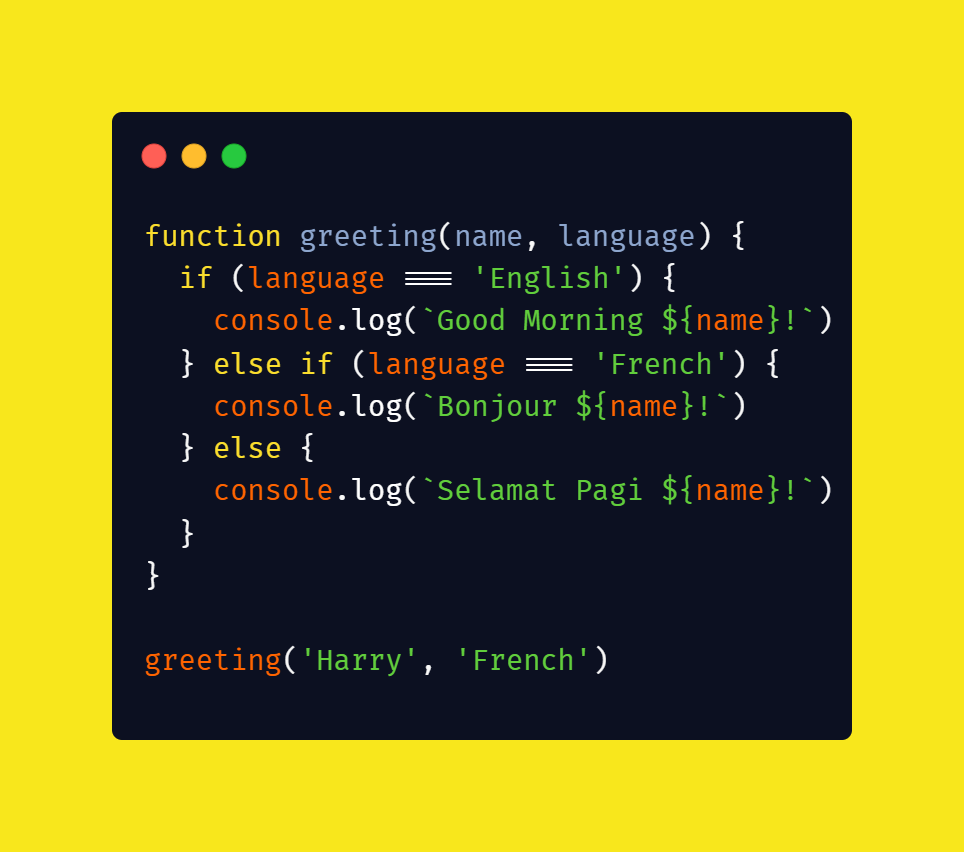 function greeting(name, language) {
  if (language === 'English') {
    console.log(`Good Morning ${name}!`)
  } else if (language === 'French') {
    console.log(`Bonjour ${name}!`)
  } else {
    console.log(`Selamat Pagi ${name}!`)
  }
}

greeting('Harry', 'French')